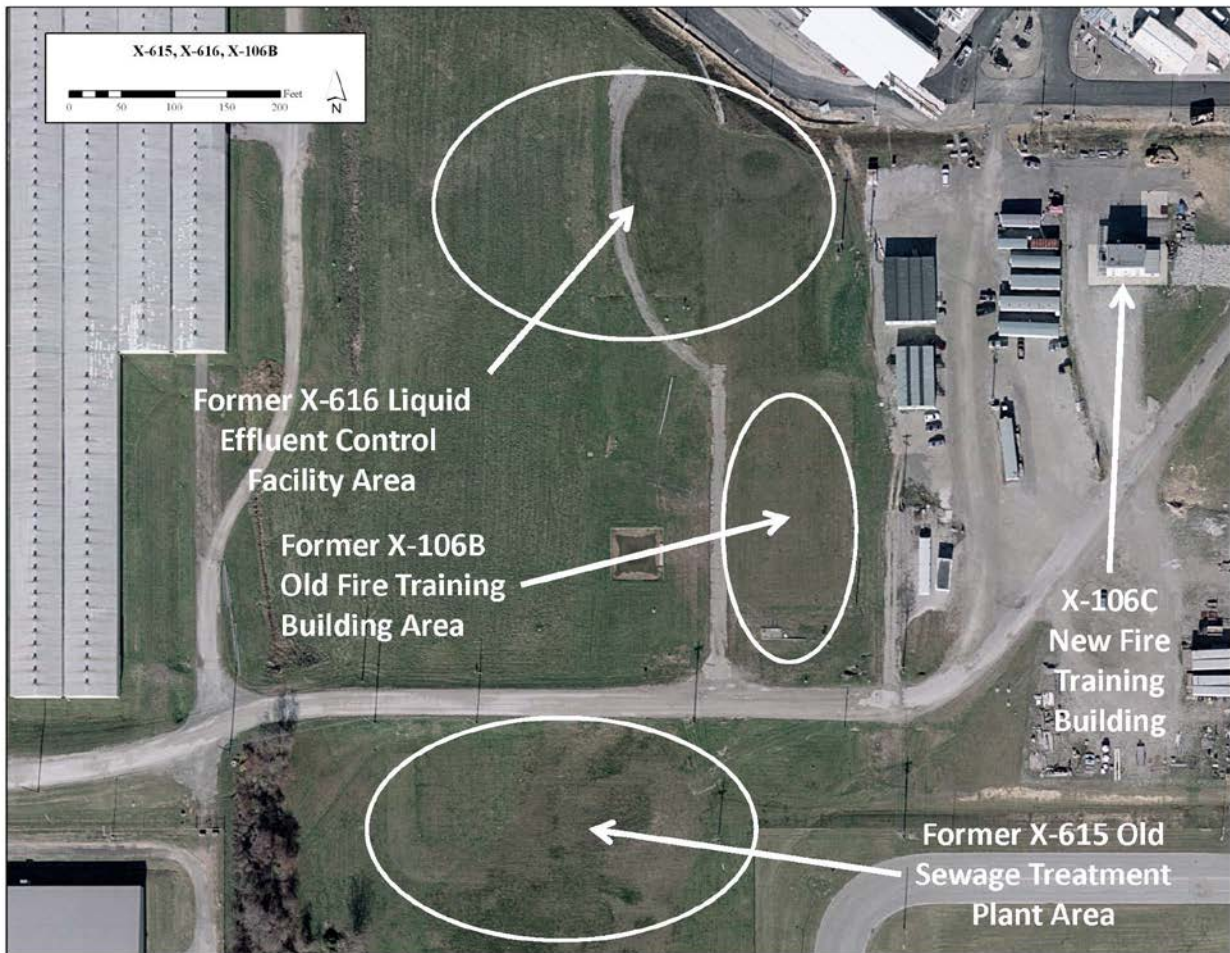 X-615, X-616, X-106B
Feet
0 50 100 150 200
N
Former X-616 Liquid
Effluent Control
Facility Area
Former X-106B
Old Fire Training
Building Area
X-106C
New Fire
Training
Building
Former X-615 Old
Sewage Treatment
Plant Area